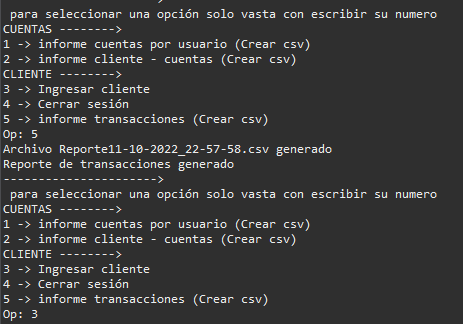 ---------------------->
para seleccionar una opción solo vasta con escribir su numero
CUENTAS -------->
1 -> informe cuentas por usuario (Crear csv)
2 -> informe cliente - cuentas (Crear csv)
CLIENTE -------->
3 -> Ingresar cliente
4 -> Cerrar sesión
5 -> informe transacciones (Crear csv)
Op: 5
Archivo Reporte11-10-2022_22-57-58.csv generado
Reporte de transacciones generado
---------------------->
para seleccionar una opción solo vasta con escribir su numero
CUENTAS -------->
1 -> informe cuentas por usuario (Crear csv)
2 -> informe cliente - cuentas (Crear csv)
CLIENTE -------->
3 -> Ingresar cliente
4 -> Cerrar sesión
5 -> informe transacciones (Crear csv)
Op: 3